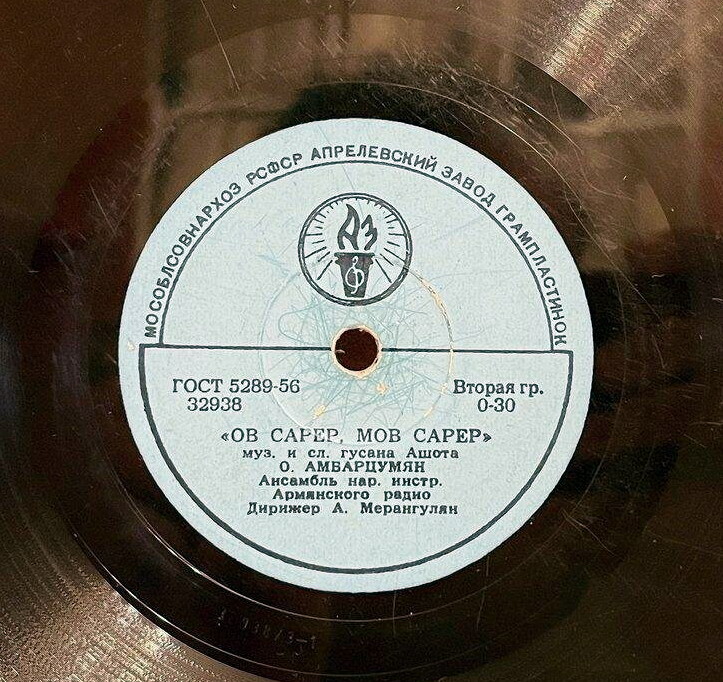 МОСОБЛСОВНАРХОЗ РСФСР АПРЕЛЕВСКИЙ ЗАВОД ГРАМПЛАСТИНОК
АЗ
ГОСТ 5289-56
32938
Вторая гр.
0-30
«ОВ САРЕР, МОВ САРЕР»
муз. и сл. гусана Ашота
О. АМБАРЦУМЯН
Ансамбль нар. инстр.
Армянского радио
Дирижер А. Мерангулян